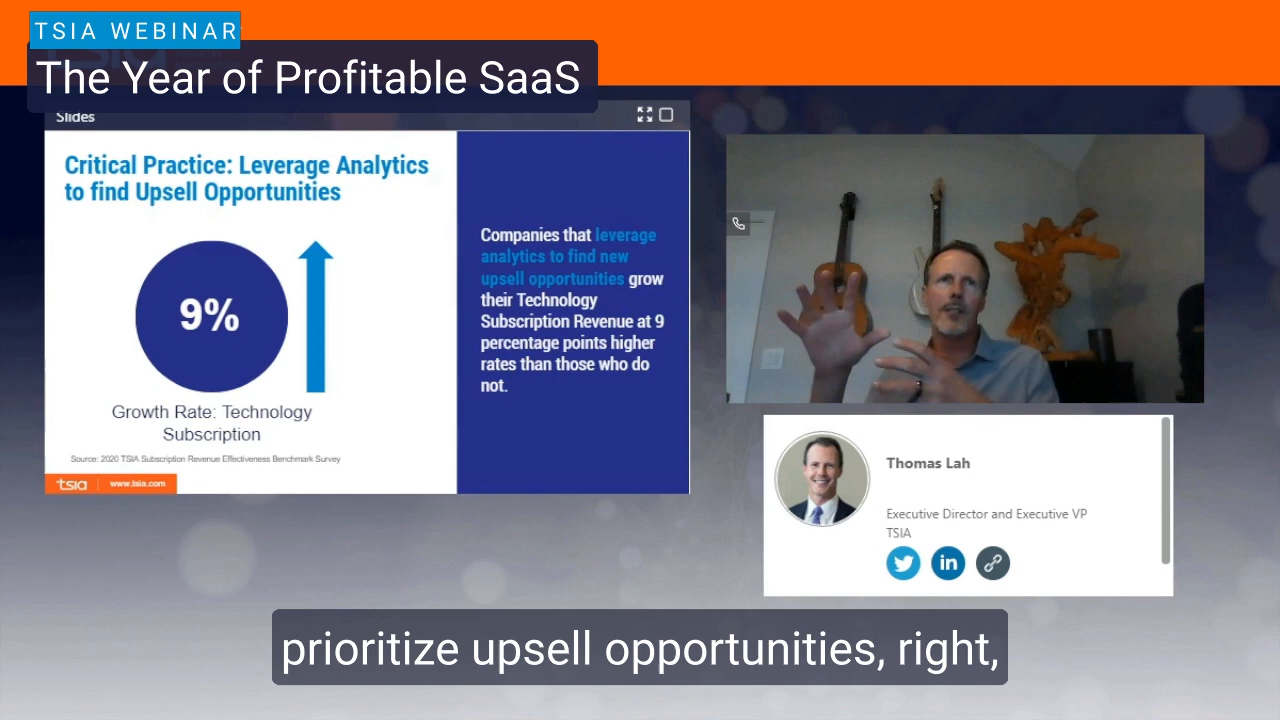 TSIA WEBINAR
The Year of Profitable SaaS
Slides
Critical Practice: Leverage Analytics
to find Upsell Opportunities
9%
Growth Rate: Technology
Subscription
Source: 2020 TSIA Subscription Revenue Effectiveness Benchmark Survey
tsia | www.tsia.com
Companies that leverage
analytics to find new
upsell opportunities grow
their Technology
Subscription Revenue at 9
percentage points higher
rates than those who do
not.
Thomas Lah
Executive Director and Executive VP
TSIA
in
prioritize upsell opportunities, right,